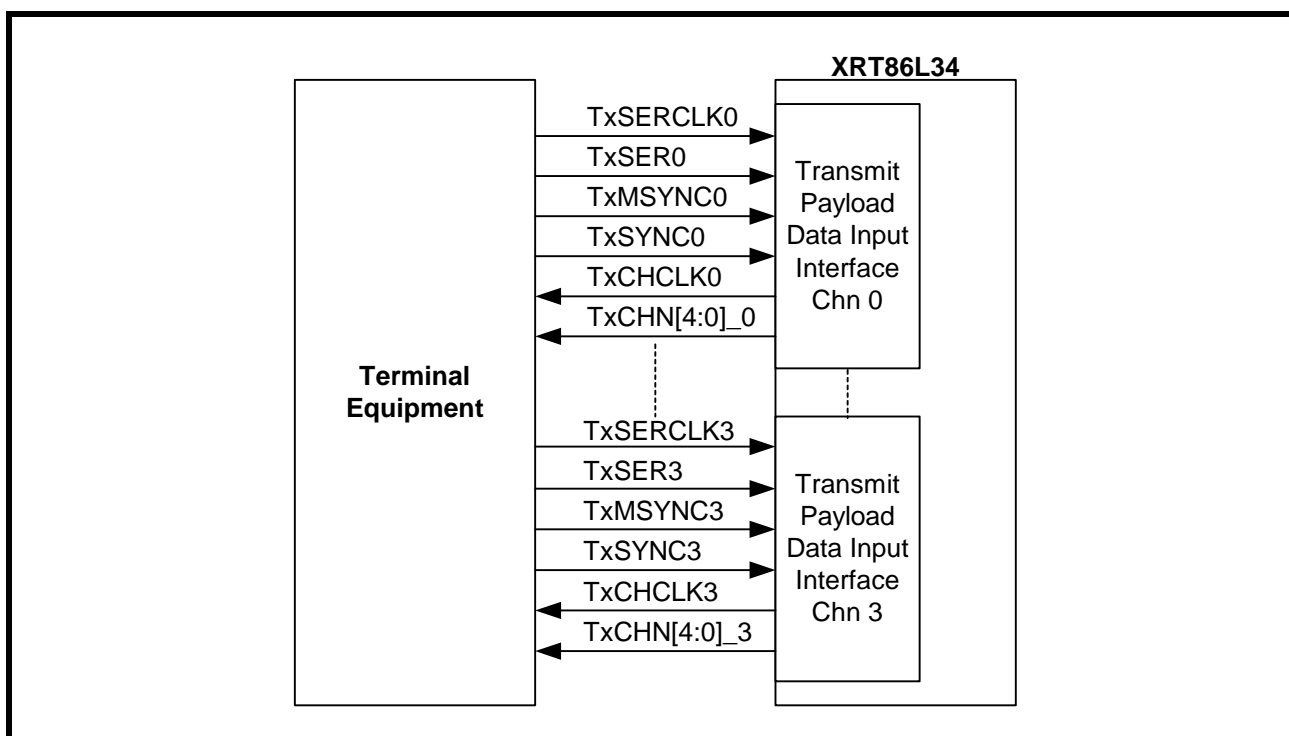 XRT86L34
TxSERCLK0
TxSER0
TxMSYNC0
TxSYNC0
TxCHCLK0
TxCHN[4:0]_0
Transmit
Payload
Data Input
Interface
Chn 0
Terminal
Equipment
TxSERCLK3
TxSER3
TxMSYNC3
TxSYNC3
TxCHCLK3
TxCHN[4:0]_3
Transmit
Payload
Data Input
Interface
Chn 3